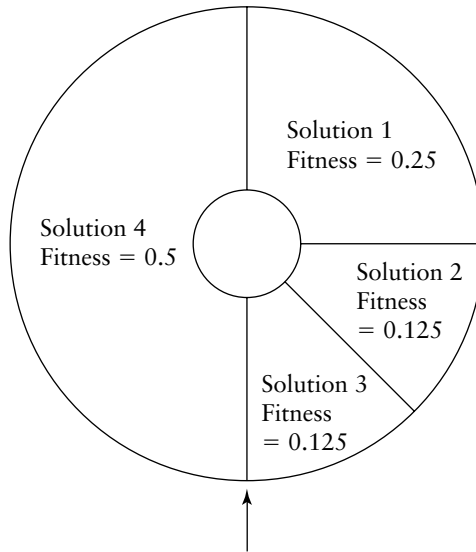 Solution 1
Fitness = 0.25
Solution 4
Fitness = 0.5
Solution 2
Fitness
= 0.125
Solution 3
Fitness
= 0.125